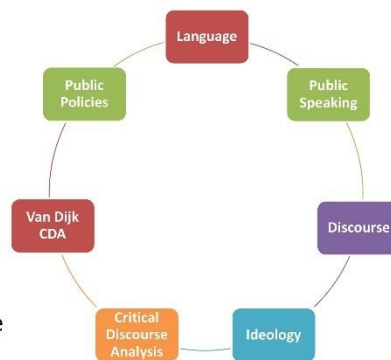 Language
Public
Speaking
Discourse
Ideology
Critical
Discourse
Analysis
Van Dijk
CDA
Public
Policies
e